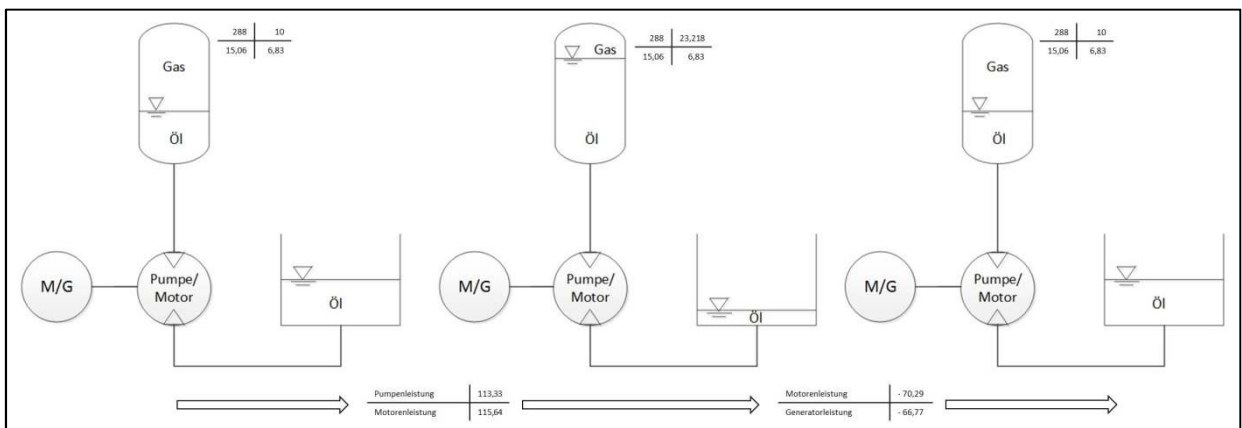 288 10
15,06 6,83
Gas
Öl
M/G
Pumpe/
Motor
Öl
288 23,218
15,06 6,83
Gas
Öl
M/G
Pumpe/
Motor
Öl
288 10
15,06 6,83
Gas
Öl
M/G
Pumpe/
Motor
Öl
Pumpenleistung 113,33
Motorenleistung 115,64
Motorenleistung - 70,29
Generatorleistung - 66,77